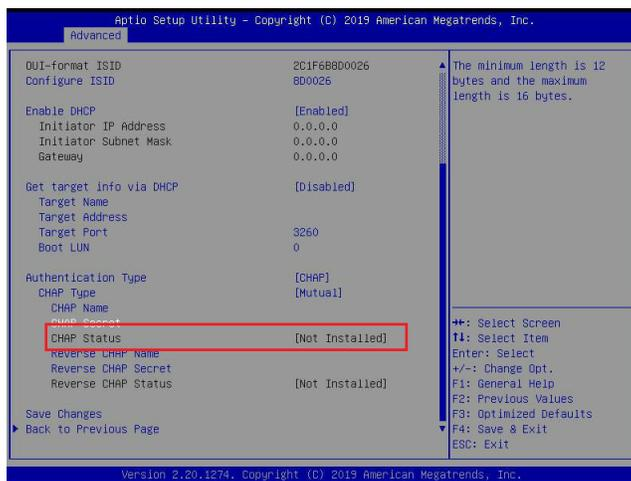 Aptio Setup Utility – Copyright (C) 2019 American Megatrends, Inc.
Advanced
OUI-format ISID 2C1F6B8D0026
Configure ISID 8D0026
Enable DHCP [Enabled]
Initiator IP Address 0.0.0.0
Initiator Subnet Mask 0.0.0.0
Gateway 0.0.0.0
Get target info via DHCP [Disabled]
Target Name
Target Address
Target Port 3260
Boot LUN 0
Authentication Type [CHAP]
CHAP Type [Mutual]
CHAP Name
CHAP Secret
CHAP Status [Not Installed]
Reverse CHAP Name
Reverse CHAP Secret
Reverse CHAP Status [Not Installed]
Save Changes
Back to Previous Page
The minimum length is 12
bytes and the maximum
length is 16 bytes.
→←: Select Screen
↑↓: Select Item
Enter: Select
+/-: Change Opt.
F1: General Help
F2: Previous Values
F3: Optimized Defaults
F4: Save & Exit
ESC: Exit
Version 2.20.1274. Copyright (C) 2019 American Megatrends, Inc.